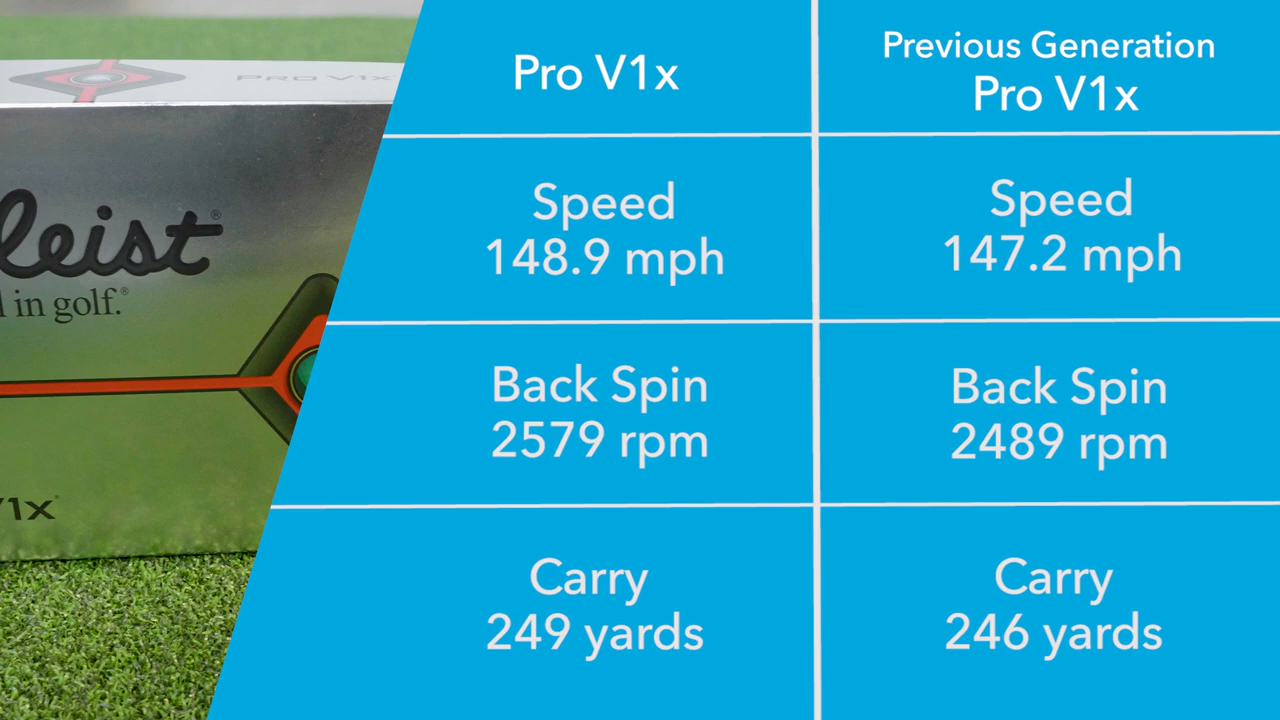 PRO V1x
leist®
in golf.®
V1x
Pro V1x
Previous Generation
Pro V1x
Speed
148.9 mph
Speed
147.2 mph
Back Spin
2579 rpm
Back Spin
2489 rpm
Carry
249 yards
Carry
246 yards